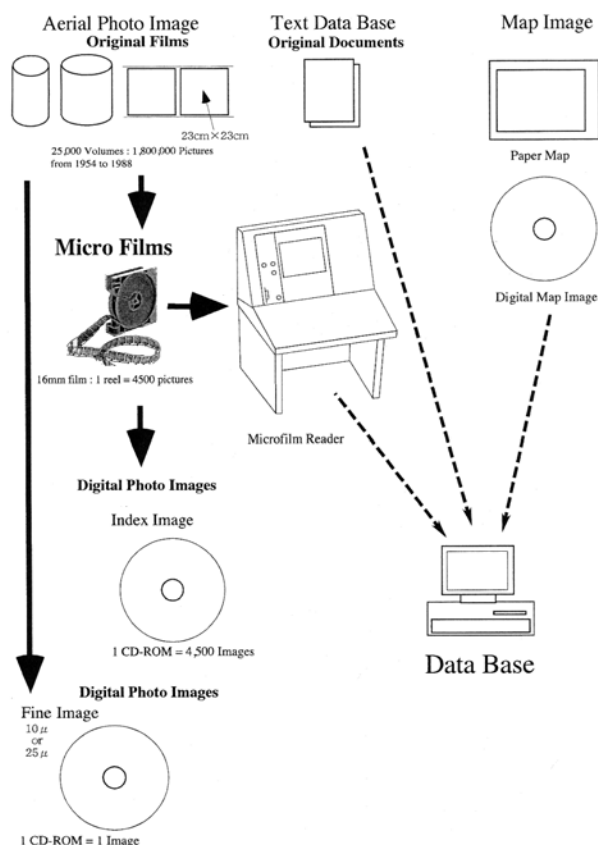 Aerial Photo Image
Original Films
23cm×23cm
25,000 Volumes : 1,800,000 Pictures
from 1954 to 1988
Text Data Base
Original Documents
Map Image
Paper Map
Digital Map Image
Micro Films
16mm film : 1 reel = 4500 pictures
Microfilm Reader
Digital Photo Images
Index Image
1 CD-ROM = 4,500 Images
Data Base
Digital Photo Images
Fine Image
10μ
or
25μ
1 CD-ROM = 1 Image